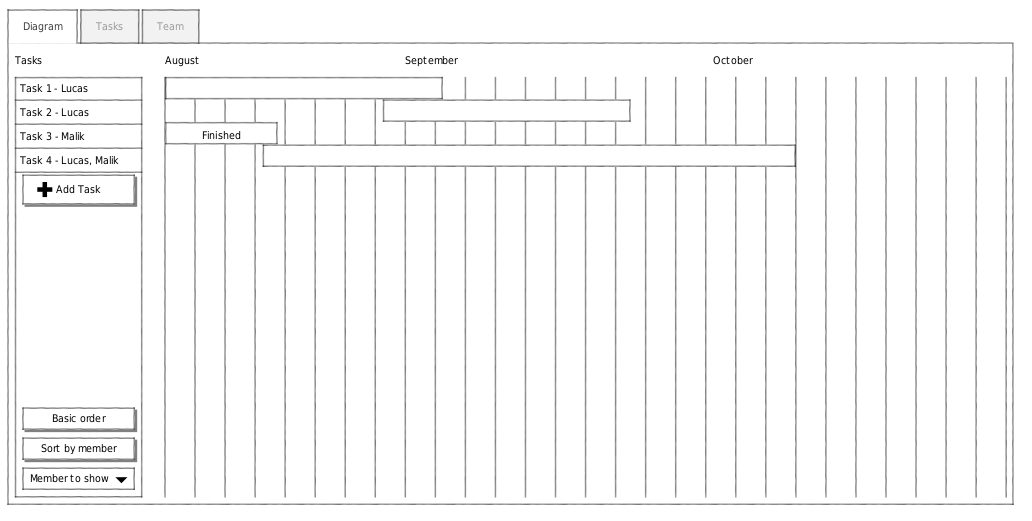 Diagram
Tasks
Team
Tasks
August
September
October
Task 1 - Lucas
Task 2 - Lucas
Task 3 - Malik
Finished
Task 4 - Lucas, Malik
Add Task
Basic order
Sort by member
Member to show